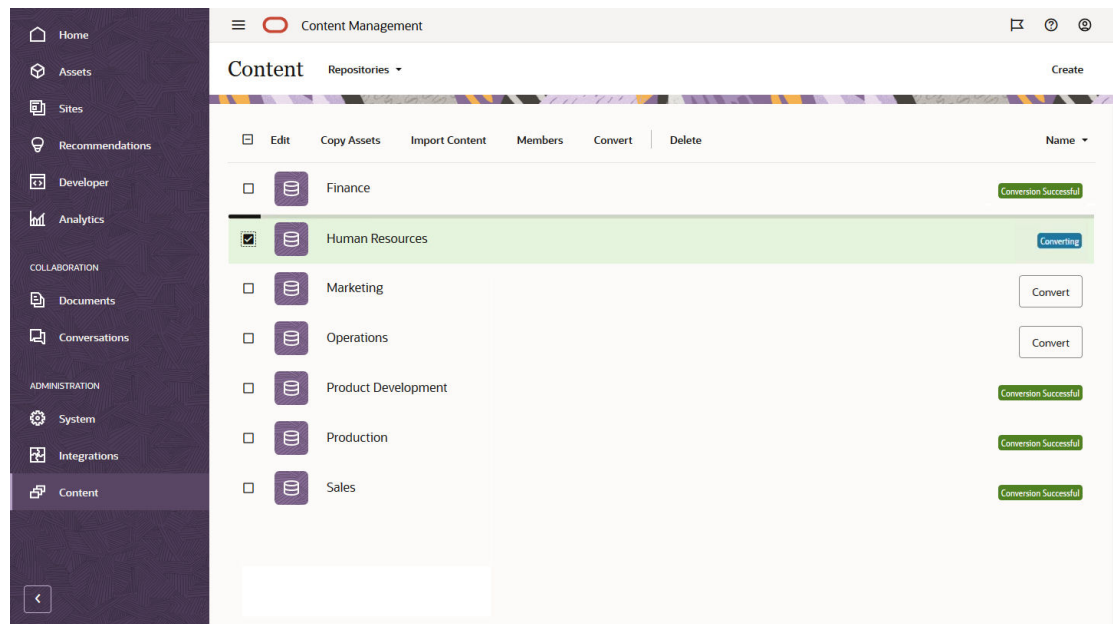 Home
Assets
Sites
Recommendations
Developer
Analytics
COLLABORATION
Documents
Conversations
ADMINISTRATION
System
Integrations
Content
Content Management
Content Repositories Create
Edit Copy Assets Import Content Members Convert Delete Name
Finance Conversion Successful
Human Resources Converting
Marketing Convert
Operations Convert
Product Development Conversion Successful
Production Conversion Successful
Sales Conversion Successful